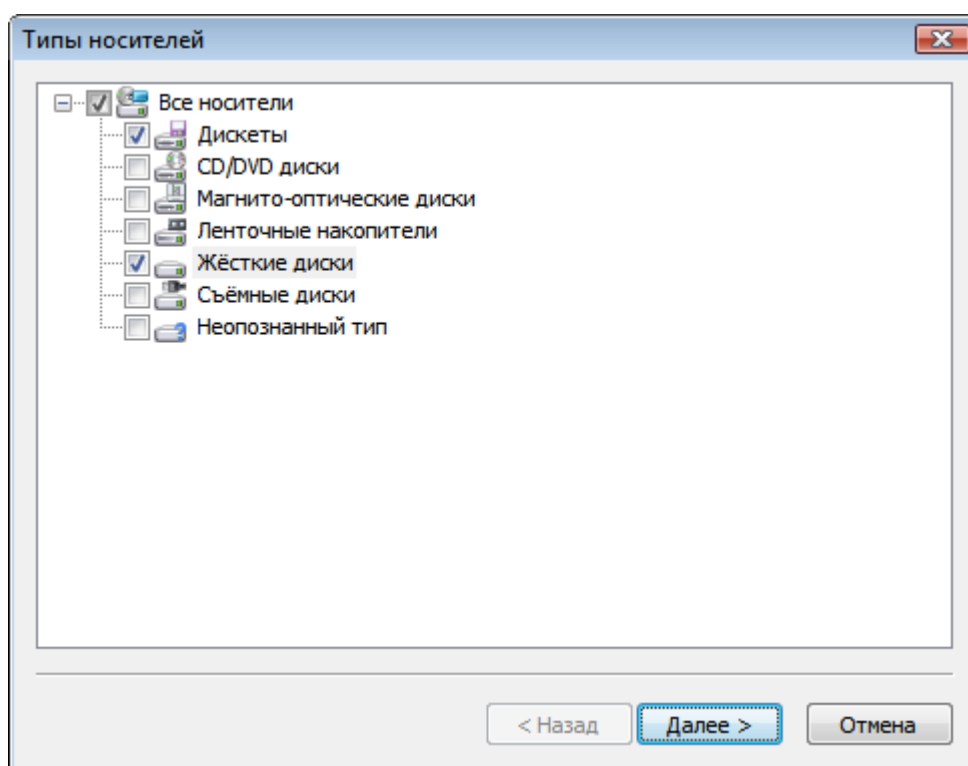 Типы носителей
Все носители
Дискеты
CD/DVD диски
Магнито-оптические диски
Ленточные накопители
Жёсткие диски
Съёмные диски
Неопознанный тип
< Назад
Далее >
Отмена